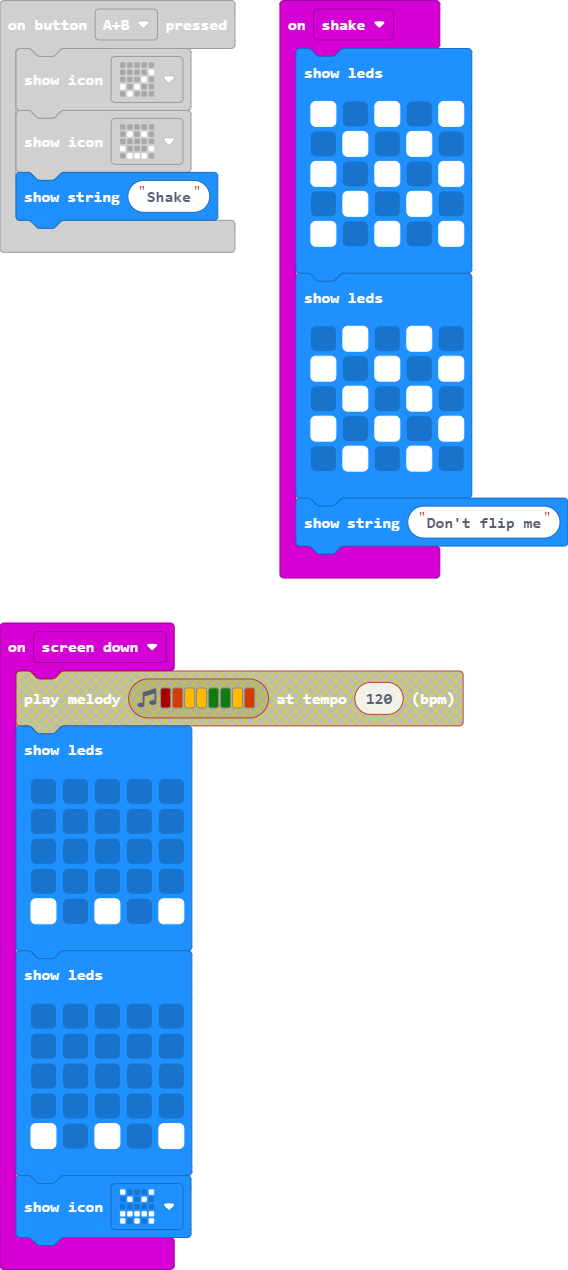 on button A+B pressed
show icon
show icon
show string "Shake"
on shake
show leds
show leds
show string "Don't flip me"
on screen down
play melody at tempo 120 (bpm)
show leds
show leds
show icon